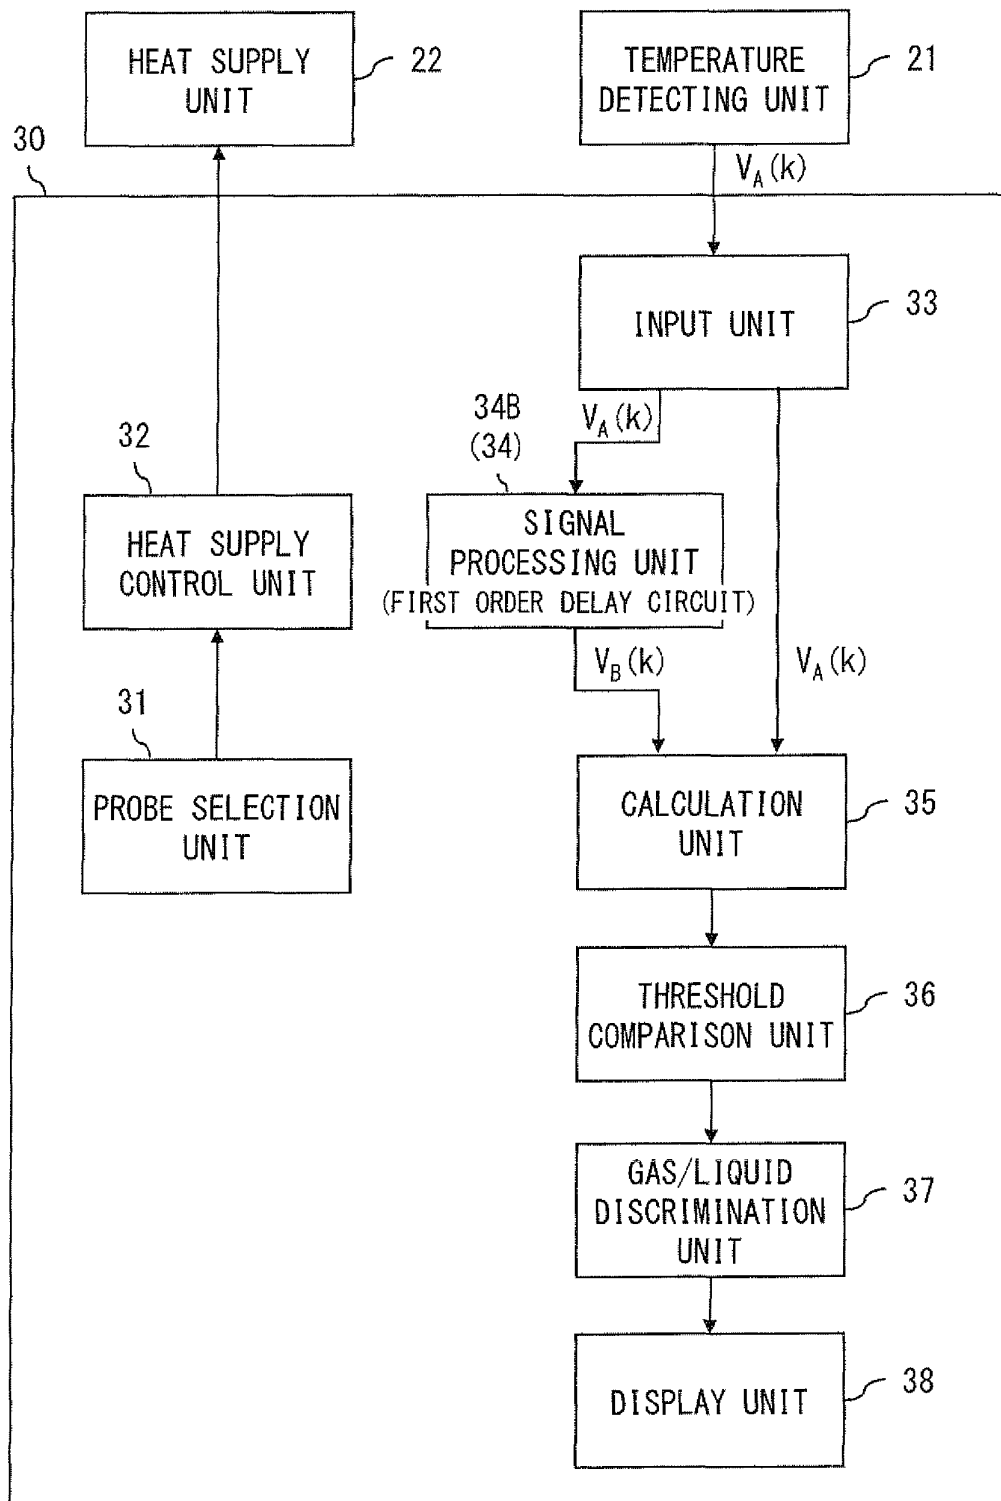 HEAT SUPPLY
UNIT
22
TEMPERATURE
DETECTING UNIT
21
30
V_A(k)
INPUT UNIT
33
34B
(34)
V_A(k)
32
HEAT SUPPLY
CONTROL UNIT
SIGNAL
PROCESSING UNIT
(FIRST ORDER DELAY CIRCUIT)
V_B(k)
V_A(k)
31
PROBE SELECTION
UNIT
CALCULATION
UNIT
35
THRESHOLD
COMPARISON UNIT
36
GAS/LIQUID
DISCRIMINATION
UNIT
37
DISPLAY UNIT
38